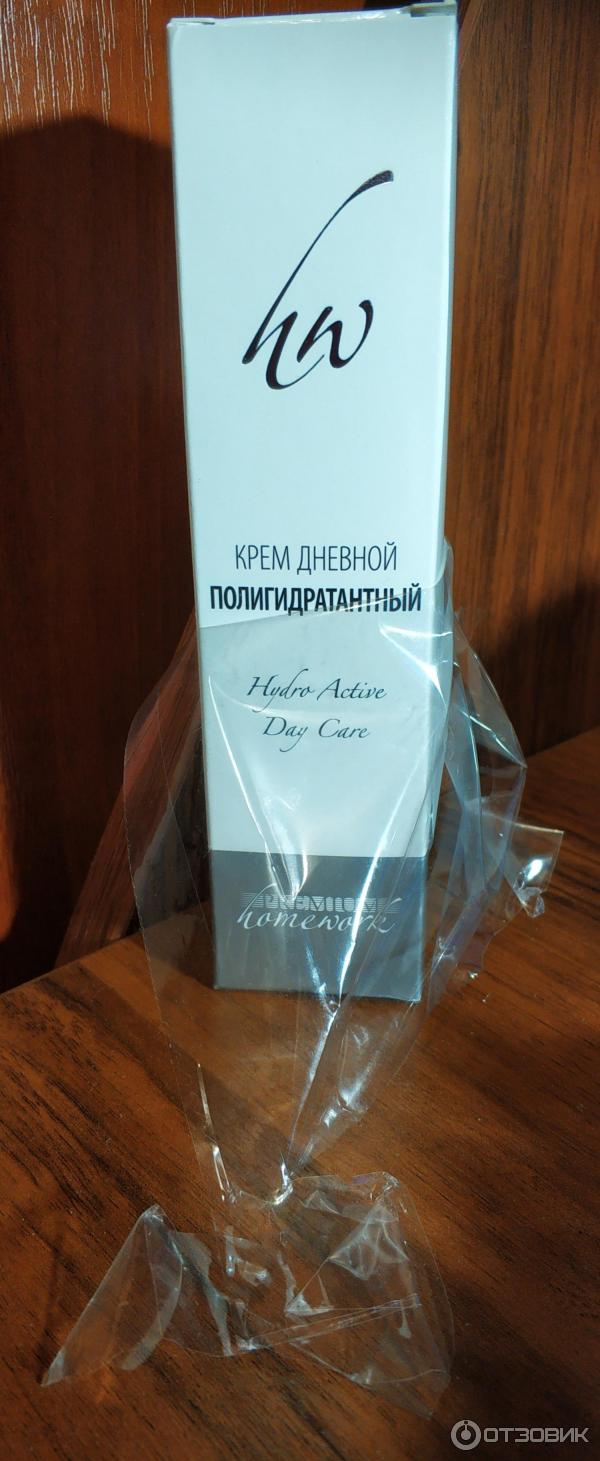 hw
КРЕМ ДНЕВНОЙ
ПОЛИГИДРАТАНТНЫЙ
Hydro Active
Day Care
PREMIUM
homework
ОТЗОВИК